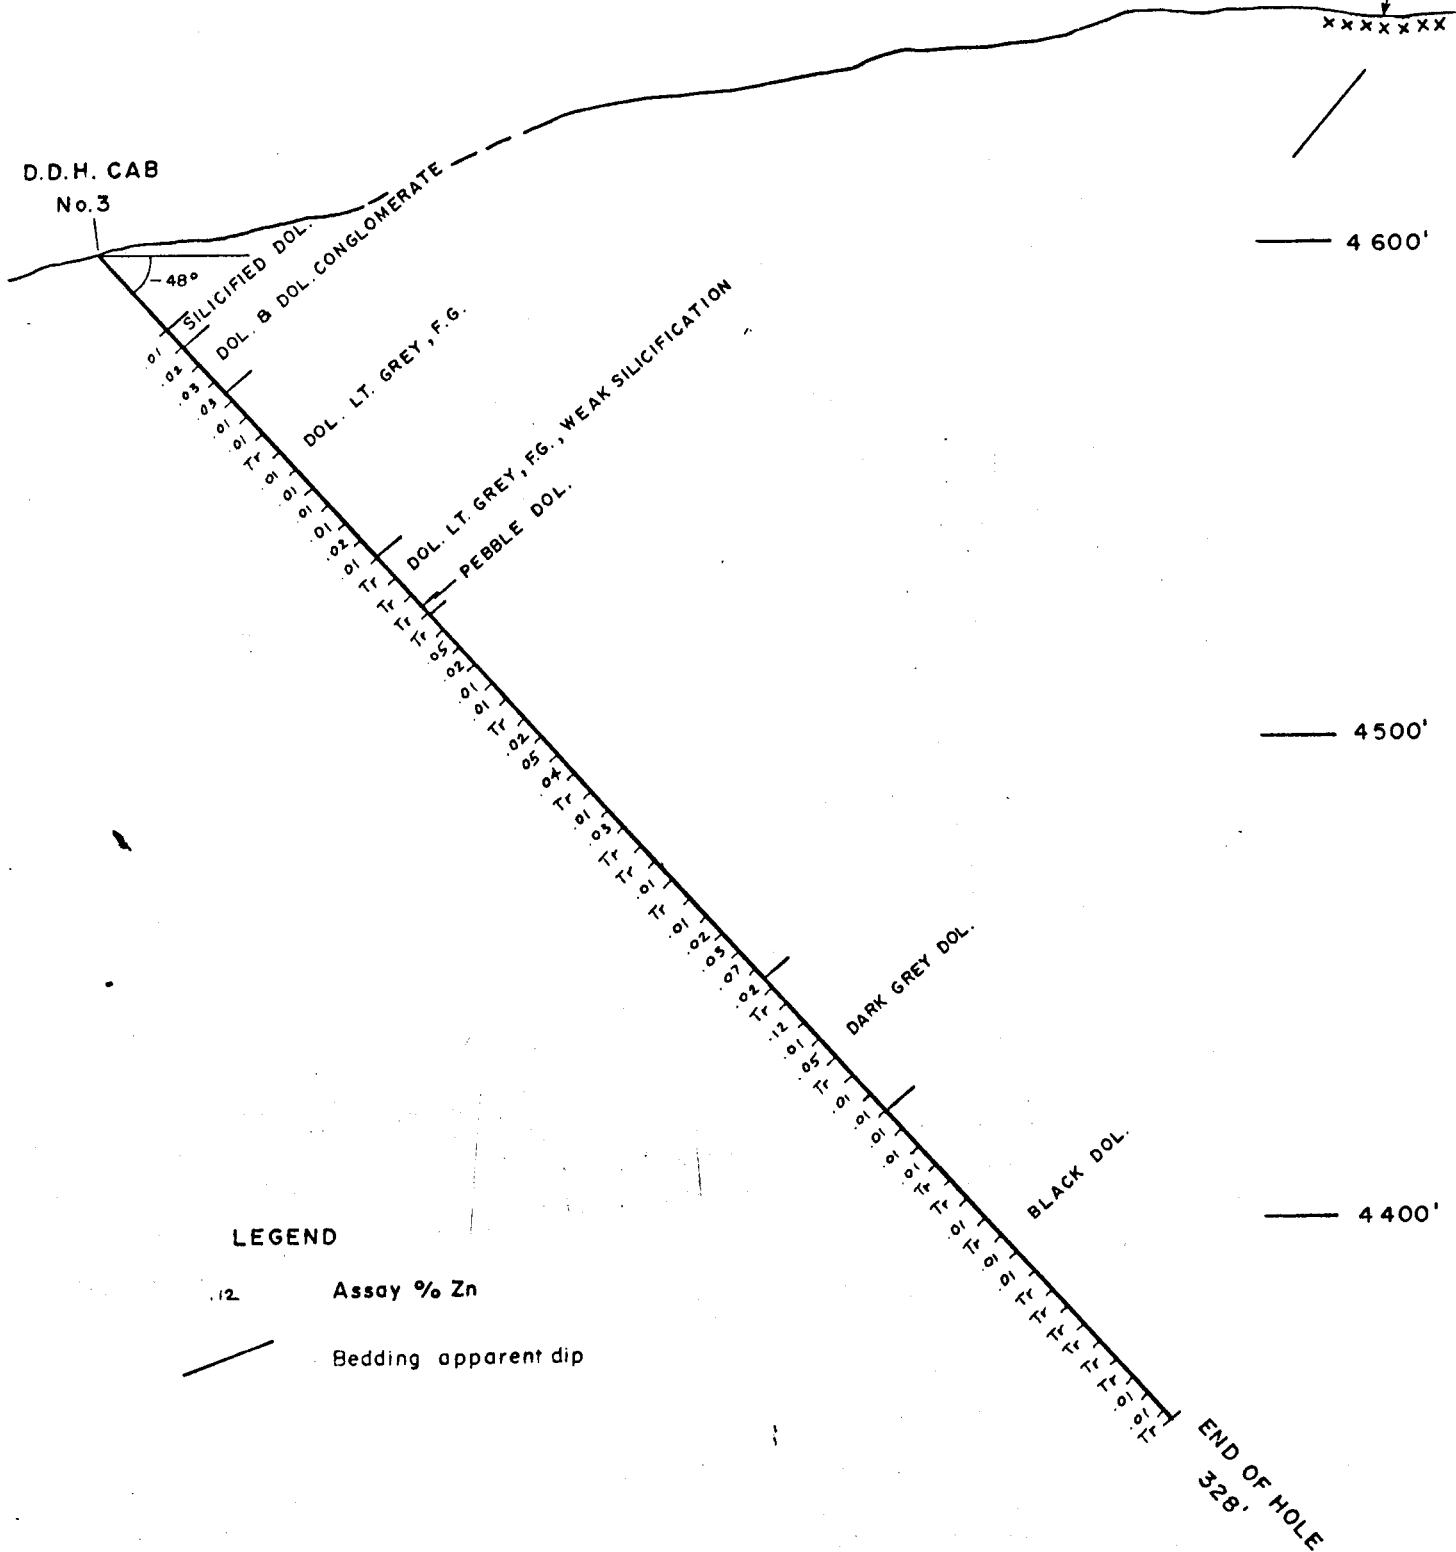 xxxxxxx
D.D.H. CAB
No.3
-48°
SILICIFIED DOL.
DOL. & DOL. CONGLOMERATE
DOL. LT. GREY, F.G.
DOL. LT. GREY, F.G., WEAK SILICIFICATION
PEBBLE DOL.
DARK GREY DOL.
BLACK DOL.
4600'
4500'
4400'
.01
.02
.03
.03
.01
.01
Tr
.01
.01
.01
.01
.02
.01
Tr
Tr
Tr
Tr
.05
.02
.01
.01
Tr
.02
.05
.04
Tr
.01
.03
Tr
Tr
.01
Tr
.01
.02
.03
.07
.02
Tr
.12
.01
.05
Tr
.01
.01
.01
.01
.01
Tr
Tr
.01
Tr
.01
.01
Tr
Tr
Tr
Tr
Tr
Tr
.01
.01
Tr
END OF HOLE
328'
LEGEND
.12 Assay % Zn
Bedding apparent dip